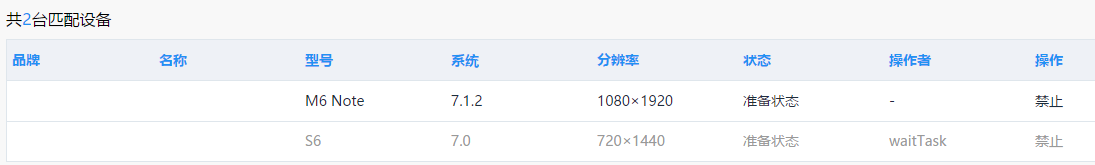 共2台匹配设备
品牌 名称 型号 系统 分辨率 状态 操作者 操作
M6 Note 7.1.2 1080×1920 准备状态 - 禁止
S6 7.0 720×1440 准备状态 waitTask 禁止